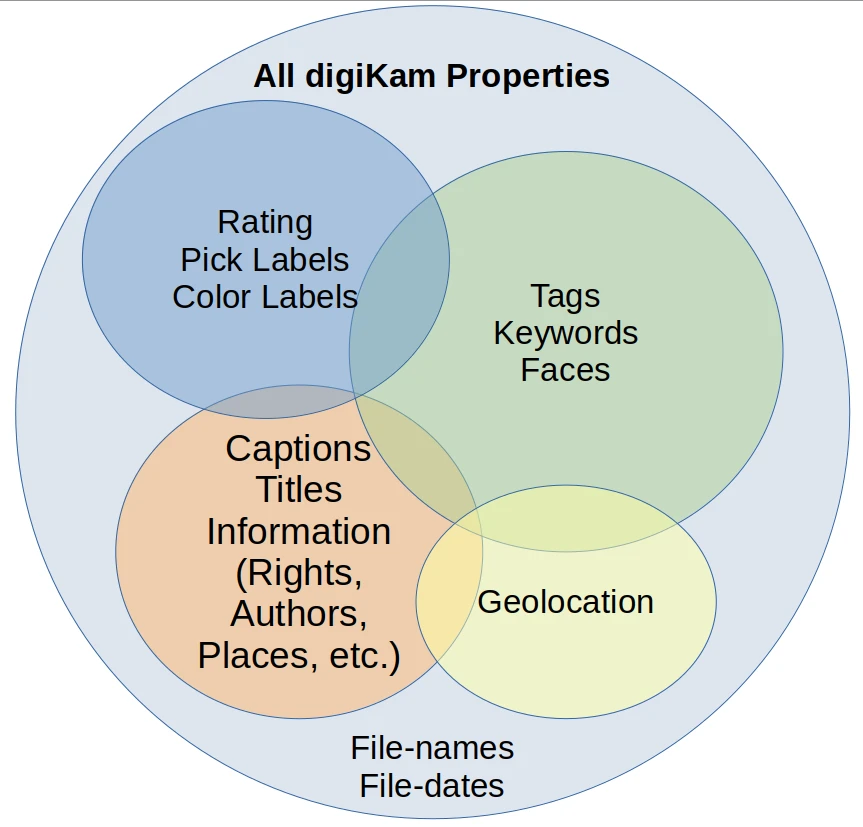 All digiKam Properties
Rating
Pick Labels
Color Labels
Tags
Keywords
Faces
Captions
Titles
Information
(Rights,
Authors,
Places, etc.)
Geolocation
File-names
File-dates